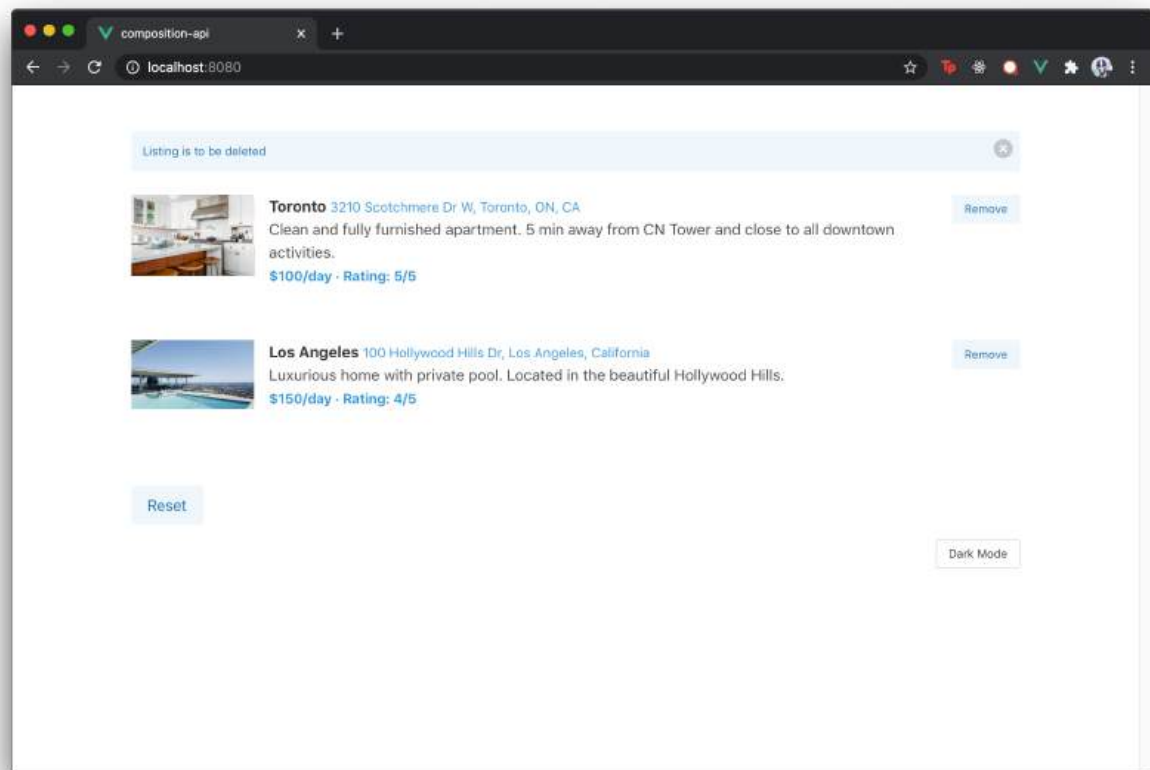 composition-api
localhost:8080
Listing is to be deleted
Toronto 3210 Scotchmere Dr W, Toronto, ON, CA
Remove
Clean and fully furnished apartment. 5 min away from CN Tower and close to all downtown
activities.
$100/day · Rating: 5/5
Los Angeles 100 Hollywood Hills Dr, Los Angeles, California
Remove
Luxurious home with private pool. Located in the beautiful Hollywood Hills.
$150/day · Rating: 4/5
Reset
Dark Mode